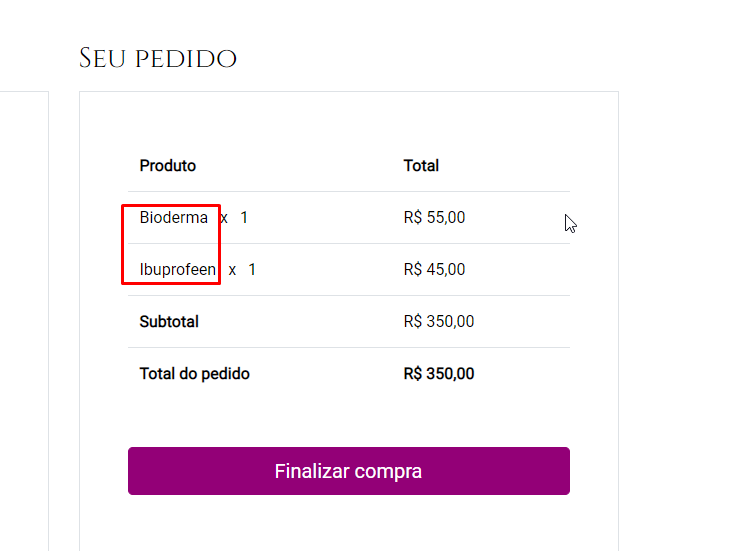 Seu pedido
Produto Total
Bioderma x 1 R$ 55,00
Ibuprofeen x 1 R$ 45,00
Subtotal R$ 350,00
Total do pedido R$ 350,00
Finalizar compra